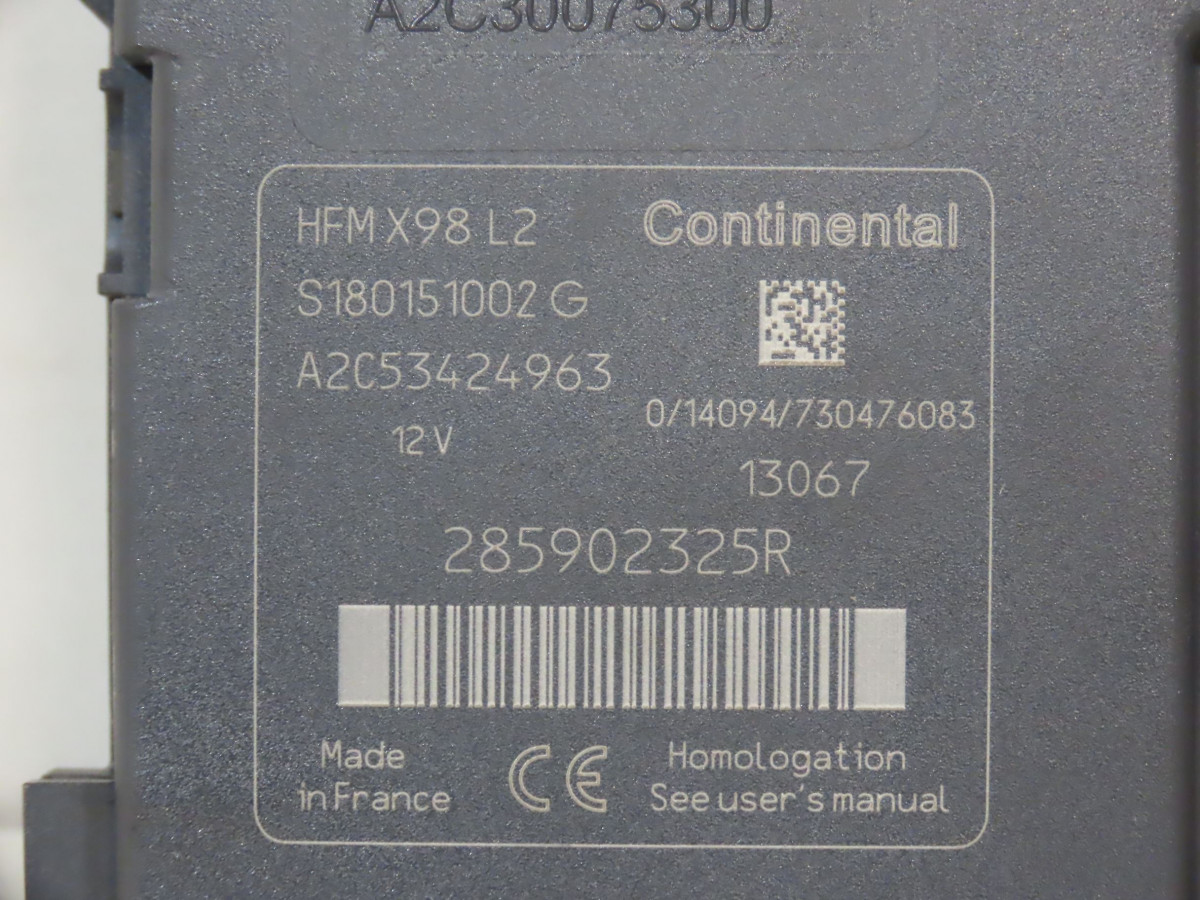 A2C30075300
HFM X98 L2
Continental
S180151002 G
A2C53424963
0/14094/730476083
12 V
13067
285902325R
Made
in France
CE
Homologation
See user's manual